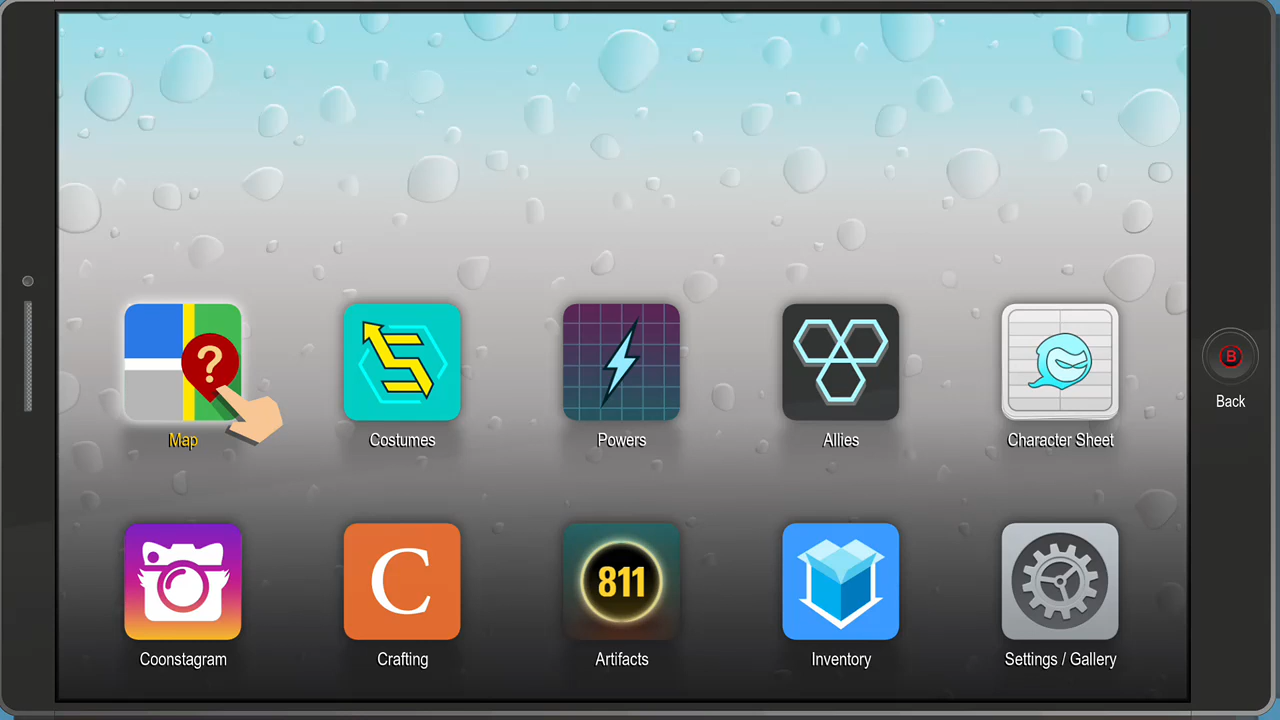 ?
Map
Costumes
Powers
Allies
Character Sheet
B
Back
Coonstagram
C
Crafting
811
Artifacts
Inventory
Settings / Gallery